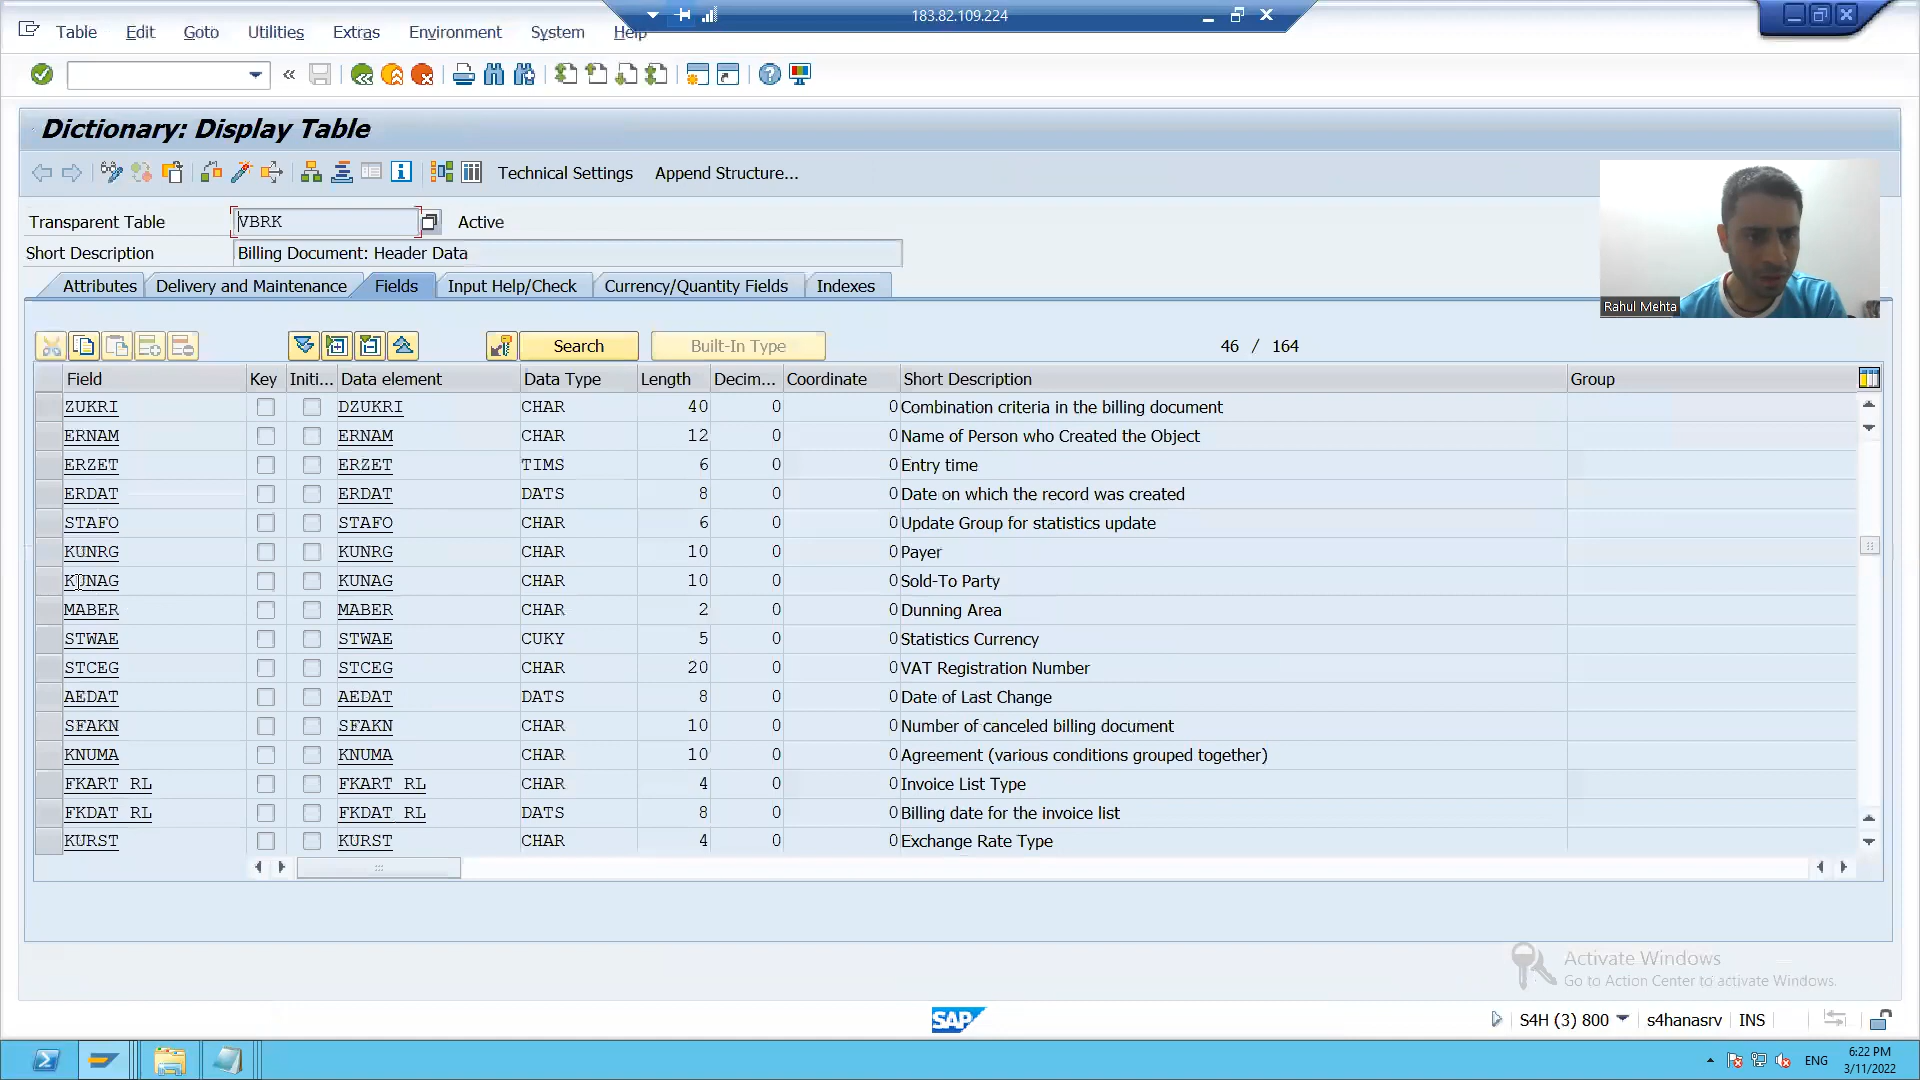 183.82.109.224
Table Edit Goto Utilities Extras Environment System Help
Dictionary: Display Table
Technical Settings Append Structure...
Transparent Table VBRK Active
Short Description Billing Document: Header Data
Attributes Delivery and Maintenance Fields Input Help/Check Currency/Quantity Fields Indexes
Search Built-In Type 46 / 164
Field Key Initi... Data element Data Type Length Decim... Coordinate Short Description Group
ZUKRI DZUKRI CHAR 40 0 0 Combination criteria in the billing document
ERNAM ERNAM CHAR 12 0 0 Name of Person who Created the Object
ERZET ERZET TIMS 6 0 0 Entry time
ERDAT ERDAT DATS 8 0 0 Date on which the record was created
STAFO STAFO CHAR 6 0 0 Update Group for statistics update
KUNRG KUNRG CHAR 10 0 0 Payer
KUNAG KUNAG CHAR 10 0 0 Sold-To Party
MABER MABER CHAR 2 0 0 Dunning Area
STWAE STWAE CUKY 5 0 0 Statistics Currency
STCEG STCEG CHAR 20 0 0 VAT Registration Number
AEDAT AEDAT DATS 8 0 0 Date of Last Change
SFAKN SFAKN CHAR 10 0 0 Number of canceled billing document
KNUMA KNUMA CHAR 10 0 0 Agreement (various conditions grouped together)
FKART_RL FKART_RL CHAR 4 0 0 Invoice List Type
FKDAT_RL FKDAT_RL DATS 8 0 0 Billing date for the invoice list
KURST KURST CHAR 4 0 0 Exchange Rate Type
Rahul Mehta
Activate Windows
Go to Action Center to activate Windows.
SAP S4H (3) 800 s4hanasrv INS
ENG 6:22 PM
3/11/2022